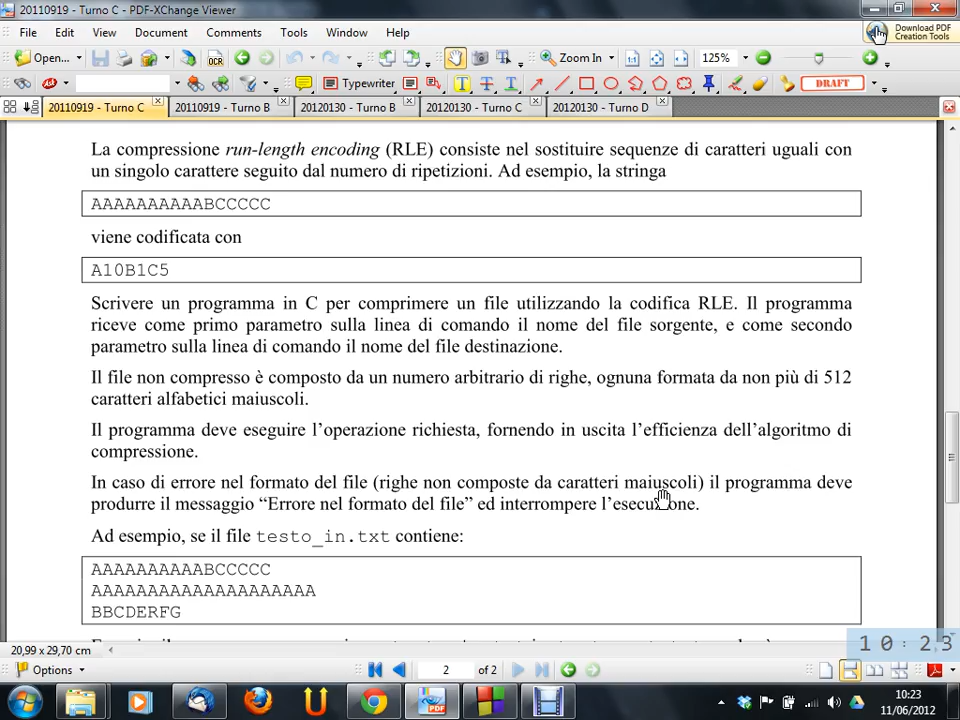 20110919 - Turno C - PDF-XChange Viewer
File Edit View Document Comments Tools Window Help
Download PDF
Creation Tools
Open... OCR Zoom In 125%
Typewriter DRAFT
20110919 - Turno C 20110919 - Turno B 20120130 - Turno B 20120130 - Turno C 20120130 - Turno D
La compressione run-length encoding (RLE) consiste nel sostituire sequenze di caratteri uguali con
un singolo carattere seguito dal numero di ripetizioni. Ad esempio, la stringa
AAAAAAAAAABCCCCC
viene codificata con
A10B1C5
Scrivere un programma in C per comprimere un file utilizzando la codifica RLE. Il programma
riceve come primo parametro sulla linea di comando il nome del file sorgente, e come secondo
parametro sulla linea di comando il nome del file destinazione.
Il file non compresso è composto da un numero arbitrario di righe, ognuna formata da non più di 512
caratteri alfabetici maiuscoli.
Il programma deve eseguire l’operazione richiesta, fornendo in uscita l’efficienza dell’algoritmo di
compressione.
In caso di errore nel formato del file (righe non composte da caratteri maiuscoli) il programma deve
produrre il messaggio “Errore nel formato del file” ed interrompere l’esecuzione.
Ad esempio, se il file testo_in.txt contiene:
AAAAAAAAAABCCCCC
AAAAAAAAAAAAAAAAAAAA
BBCDERFG
20,99 x 29,70 cm
10:23
Options 2 of 2
10:23
11/06/2012